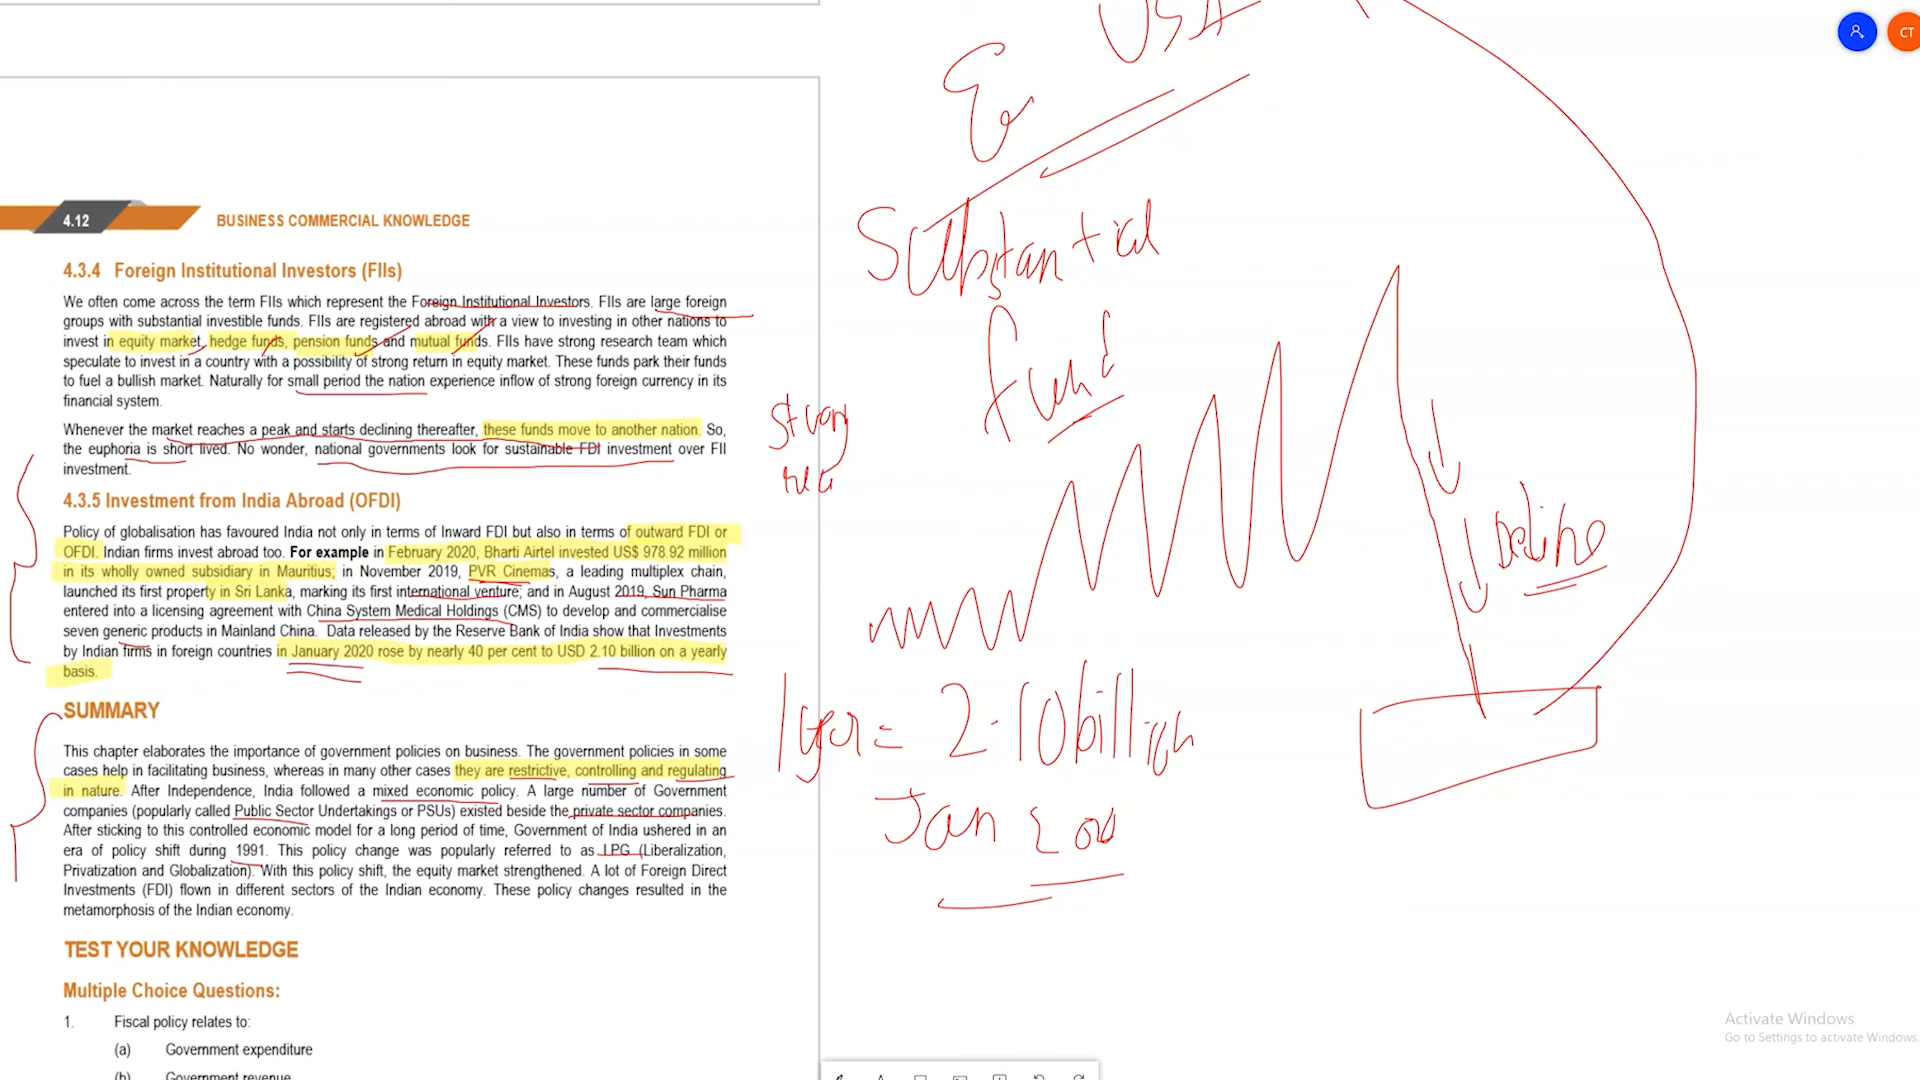 4.12 BUSINESS COMMERCIAL KNOWLEDGE
4.3.4 Foreign Institutional Investors (FIIs)
We often come across the term FIIs which represent the Foreign Institutional Investors. FIIs are large foreign
groups with substantial investible funds. FIIs are registered abroad with a view to investing in other nations to
invest in equity market, hedge funds, pension funds and mutual funds. FIIs have strong research team which
speculate to invest in a country with a possibility of strong return in equity market. These funds park their funds
to fuel a bullish market. Naturally for small period the nation experience inflow of strong foreign currency in its
financial system.
Whenever the market reaches a peak and starts declining thereafter, these funds move to another nation. So,
the euphoria is short lived. No wonder, national governments look for sustainable FDI investment over FII
investment.
4.3.5 Investment from India Abroad (OFDI)
Policy of globalisation has favoured India not only in terms of Inward FDI but also in terms of outward FDI or
OFDI. Indian firms invest abroad too. For example in February 2020, Bharti Airtel invested US$ 978.92 million
in its wholly owned subsidiary in Mauritius; in November 2019, PVR Cinemas, a leading multiplex chain,
launched its first property in Sri Lanka, marking its first international venture; and in August 2019, Sun Pharma
entered into a licensing agreement with China System Medical Holdings (CMS) to develop and commercialise
seven generic products in Mainland China. Data released by the Reserve Bank of India show that Investments
by Indian firms in foreign countries in January 2020 rose by nearly 40 per cent to USD 2.10 billion on a yearly
basis.
SUMMARY
This chapter elaborates the importance of government policies on business. The government policies in some
cases help in facilitating business, whereas in many other cases they are restrictive, controlling and regulating
in nature. After Independence, India followed a mixed economic policy. A large number of Government
companies (popularly called Public Sector Undertakings or PSUs) existed beside the private sector companies.
After sticking to this controlled economic model for a long period of time, Government of India ushered in an
era of policy shift during 1991. This policy change was popularly referred to as LPG (Liberalization,
Privatization and Globalization). With this policy shift, the equity market strengthened. A lot of Foreign Direct
Investments (FDI) flown in different sectors of the Indian economy. These policy changes resulted in the
metamorphosis of the Indian economy.
TEST YOUR KNOWLEDGE
Multiple Choice Questions:
1. Fiscal policy relates to:
(a) Government expenditure
(b) Government revenue
USA
Substantial
fund
Decline
2.10 billion
Jan
CT
Activate Windows
Go to Settings to activate Windows.